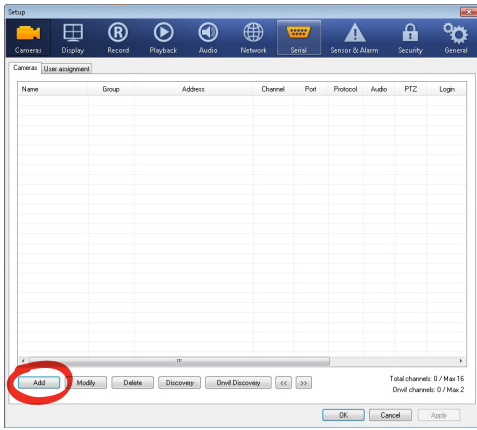 Setup
Cameras Display Record Playback Audio Network Serial Sensor & Alarm Security General
Cameras User assignment
Name Group Address Channel Port Protocol Audio PTZ Login
Add Modify Delete Discovery Onvif Discovery << >>
Total channels: 0 / Max 16
Onvif channels: 0 / Max 2
OK Cancel Apply